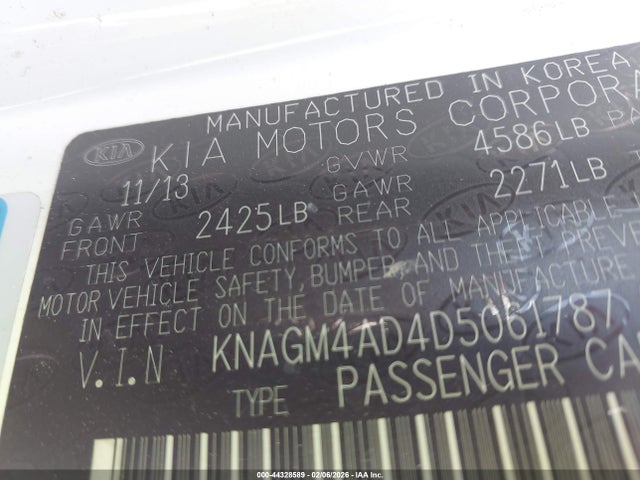 MANUFACTURED IN KOREA
KIA KIA MOTORS CORPORA
11/13 GVWR 4586LB PA
GAWR FRONT 2425LB GAWR REAR 2271LB
THIS VEHICLE CONFORMS TO ALL APPLICABLE
MOTOR VEHICLE SAFETY, BUMPER, AND THEFT PREVE
IN EFFECT ON THE DATE OF MANUFACTURE
V.I.N KNAGM4AD4D5061787
TYPE PASSENGER CA
000-44328589 02/06/2026 - IAA Inc.